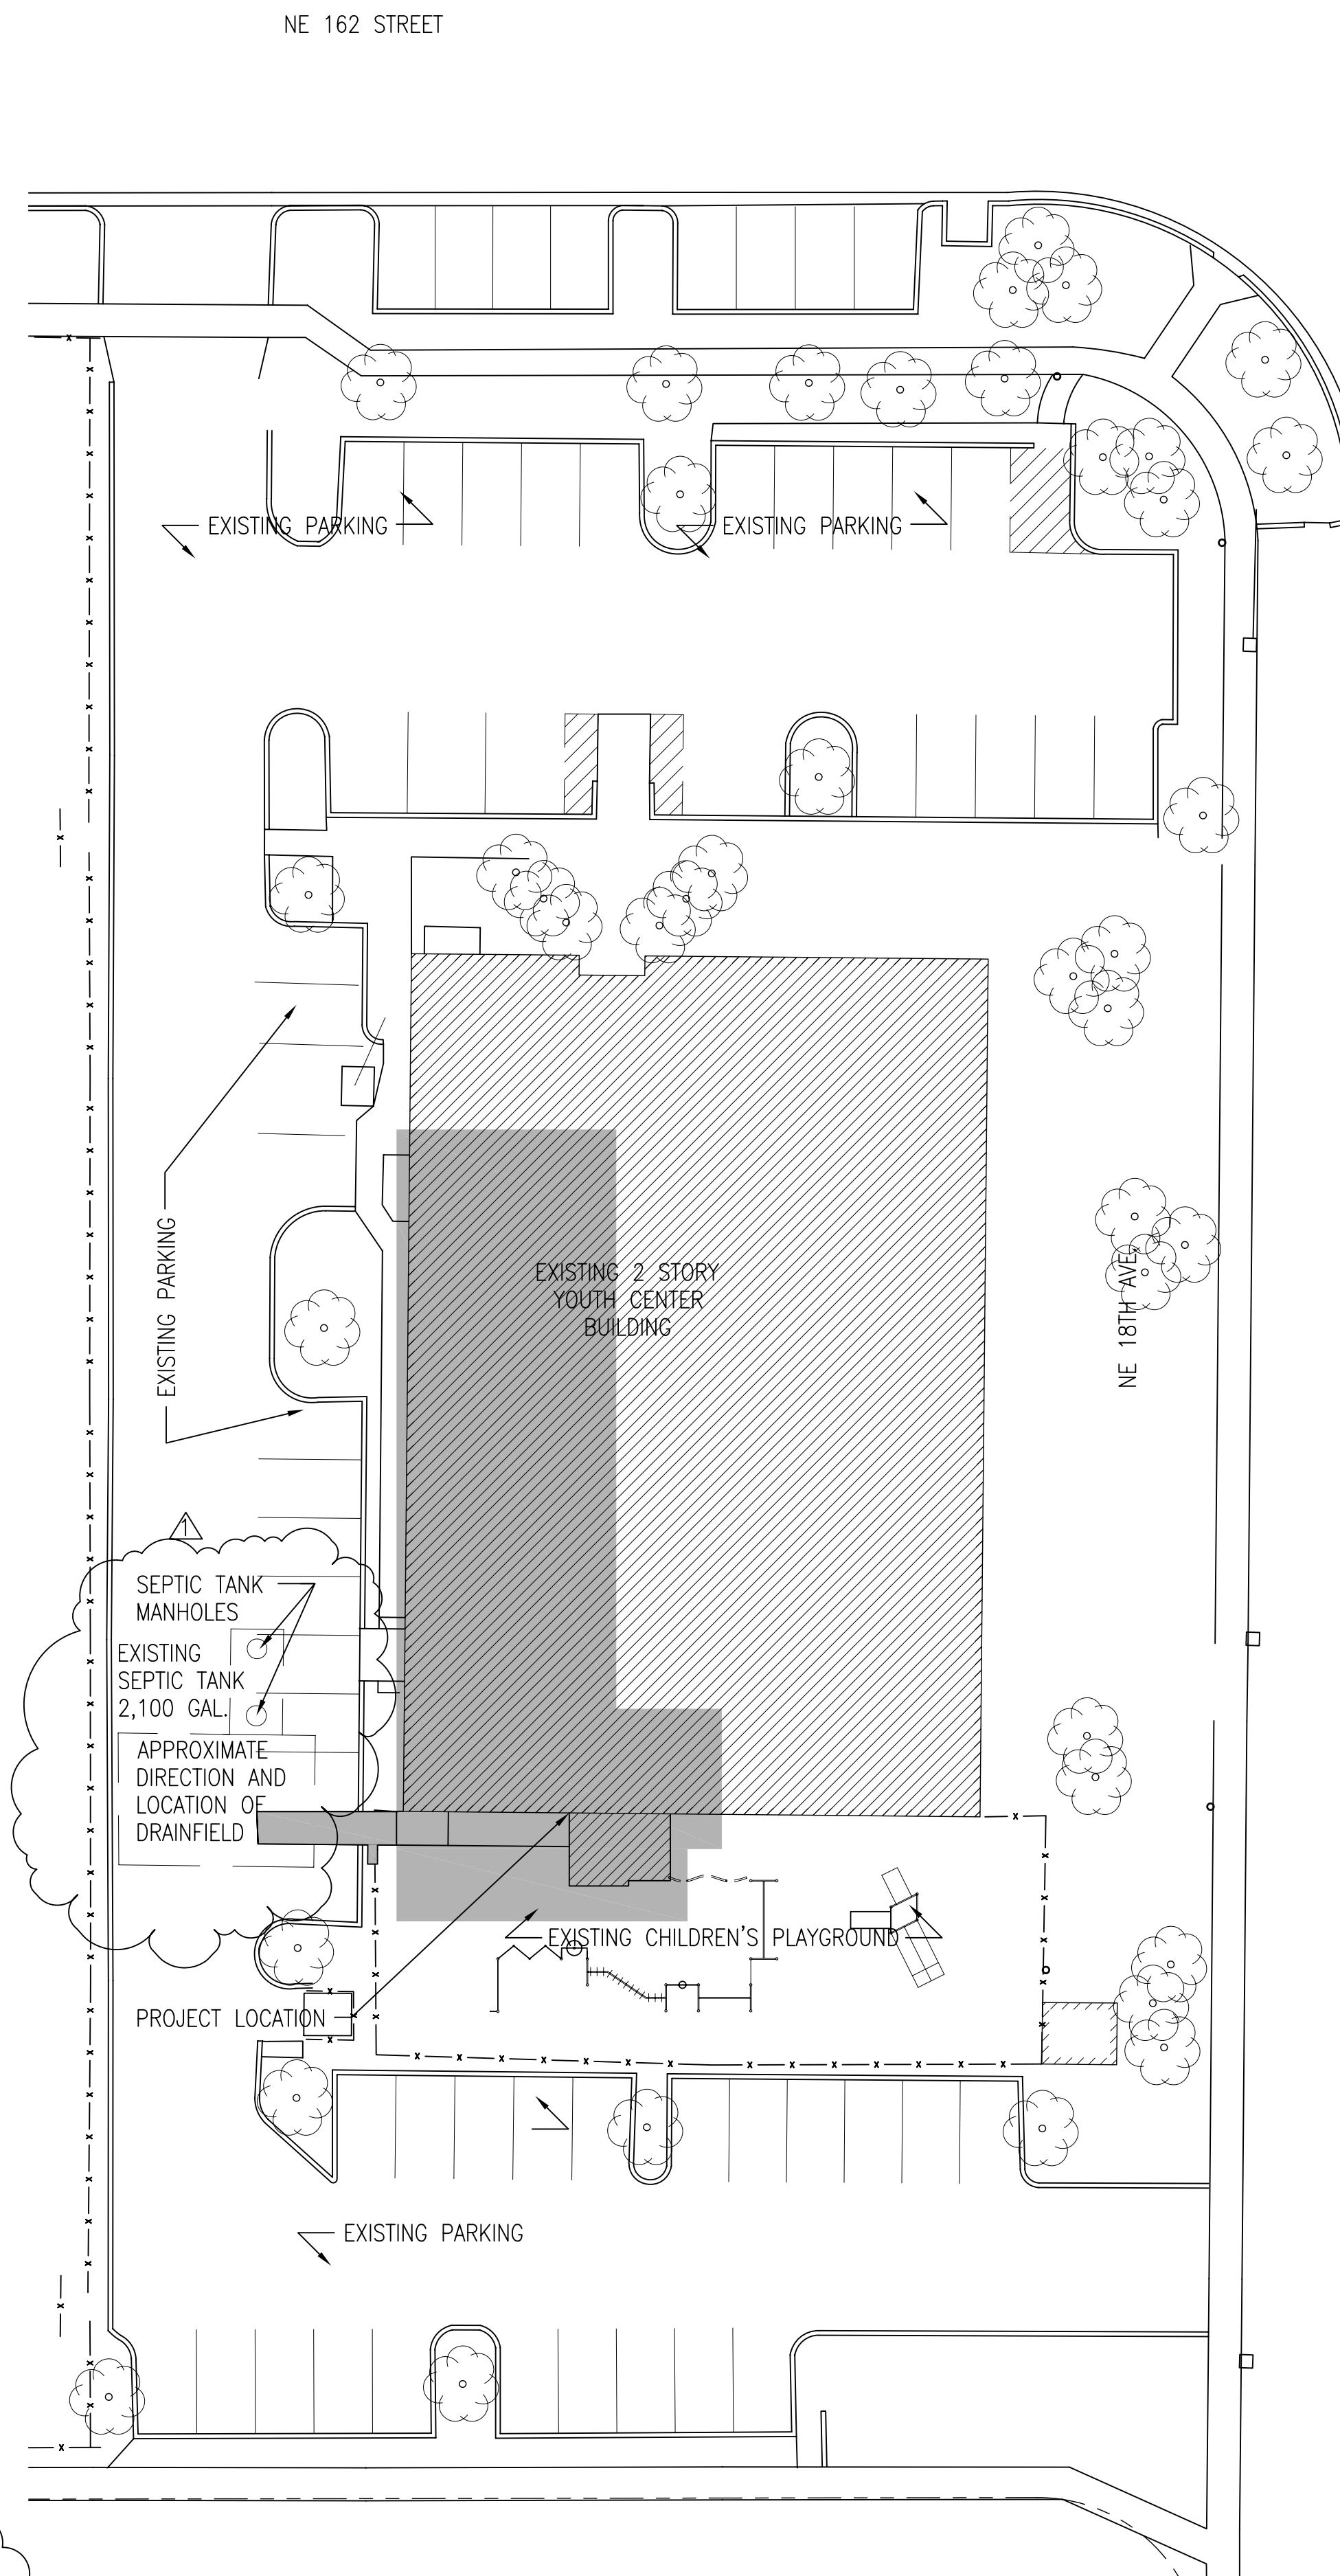 NE 162 STREET
EXISTING PARKING
EXISTING PARKING
EXISTING PARKING
EXISTING 2 STORY
YOUTH CENTER
BUILDING
NE 18TH AVE
1
SEPTIC TANK
MANHOLES
EXISTING
SEPTIC TANK
2,100 GAL.
APPROXIMATE
DIRECTION AND
LOCATION OF
DRAINFIELD
EXISTING CHILDREN'S PLAYGROUND
PROJECT LOCATION
EXISTING PARKING